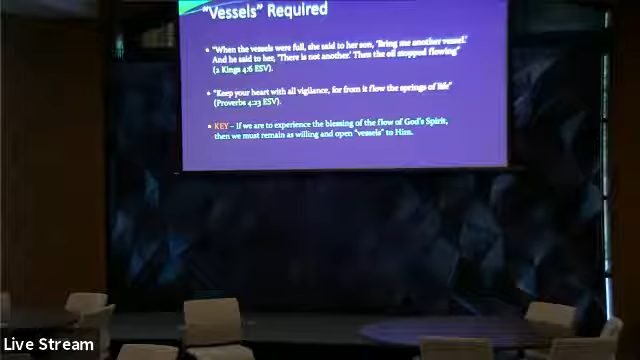 "Vessels" Required
• "When the vessels were full, she said to her son, 'Bring me another vessel.'
And he said to her, 'There is not another.' Then the oil stopped flowing"
(2 Kings 4:6 ESV).
• "Keep your heart with all vigilance, for from it flow the springs of life"
(Proverbs 4:23 ESV).
• KEY – If we are to experience the blessing of the flow of God's Spirit,
then we must remain as willing and open "vessels" to Him.
Live Stream